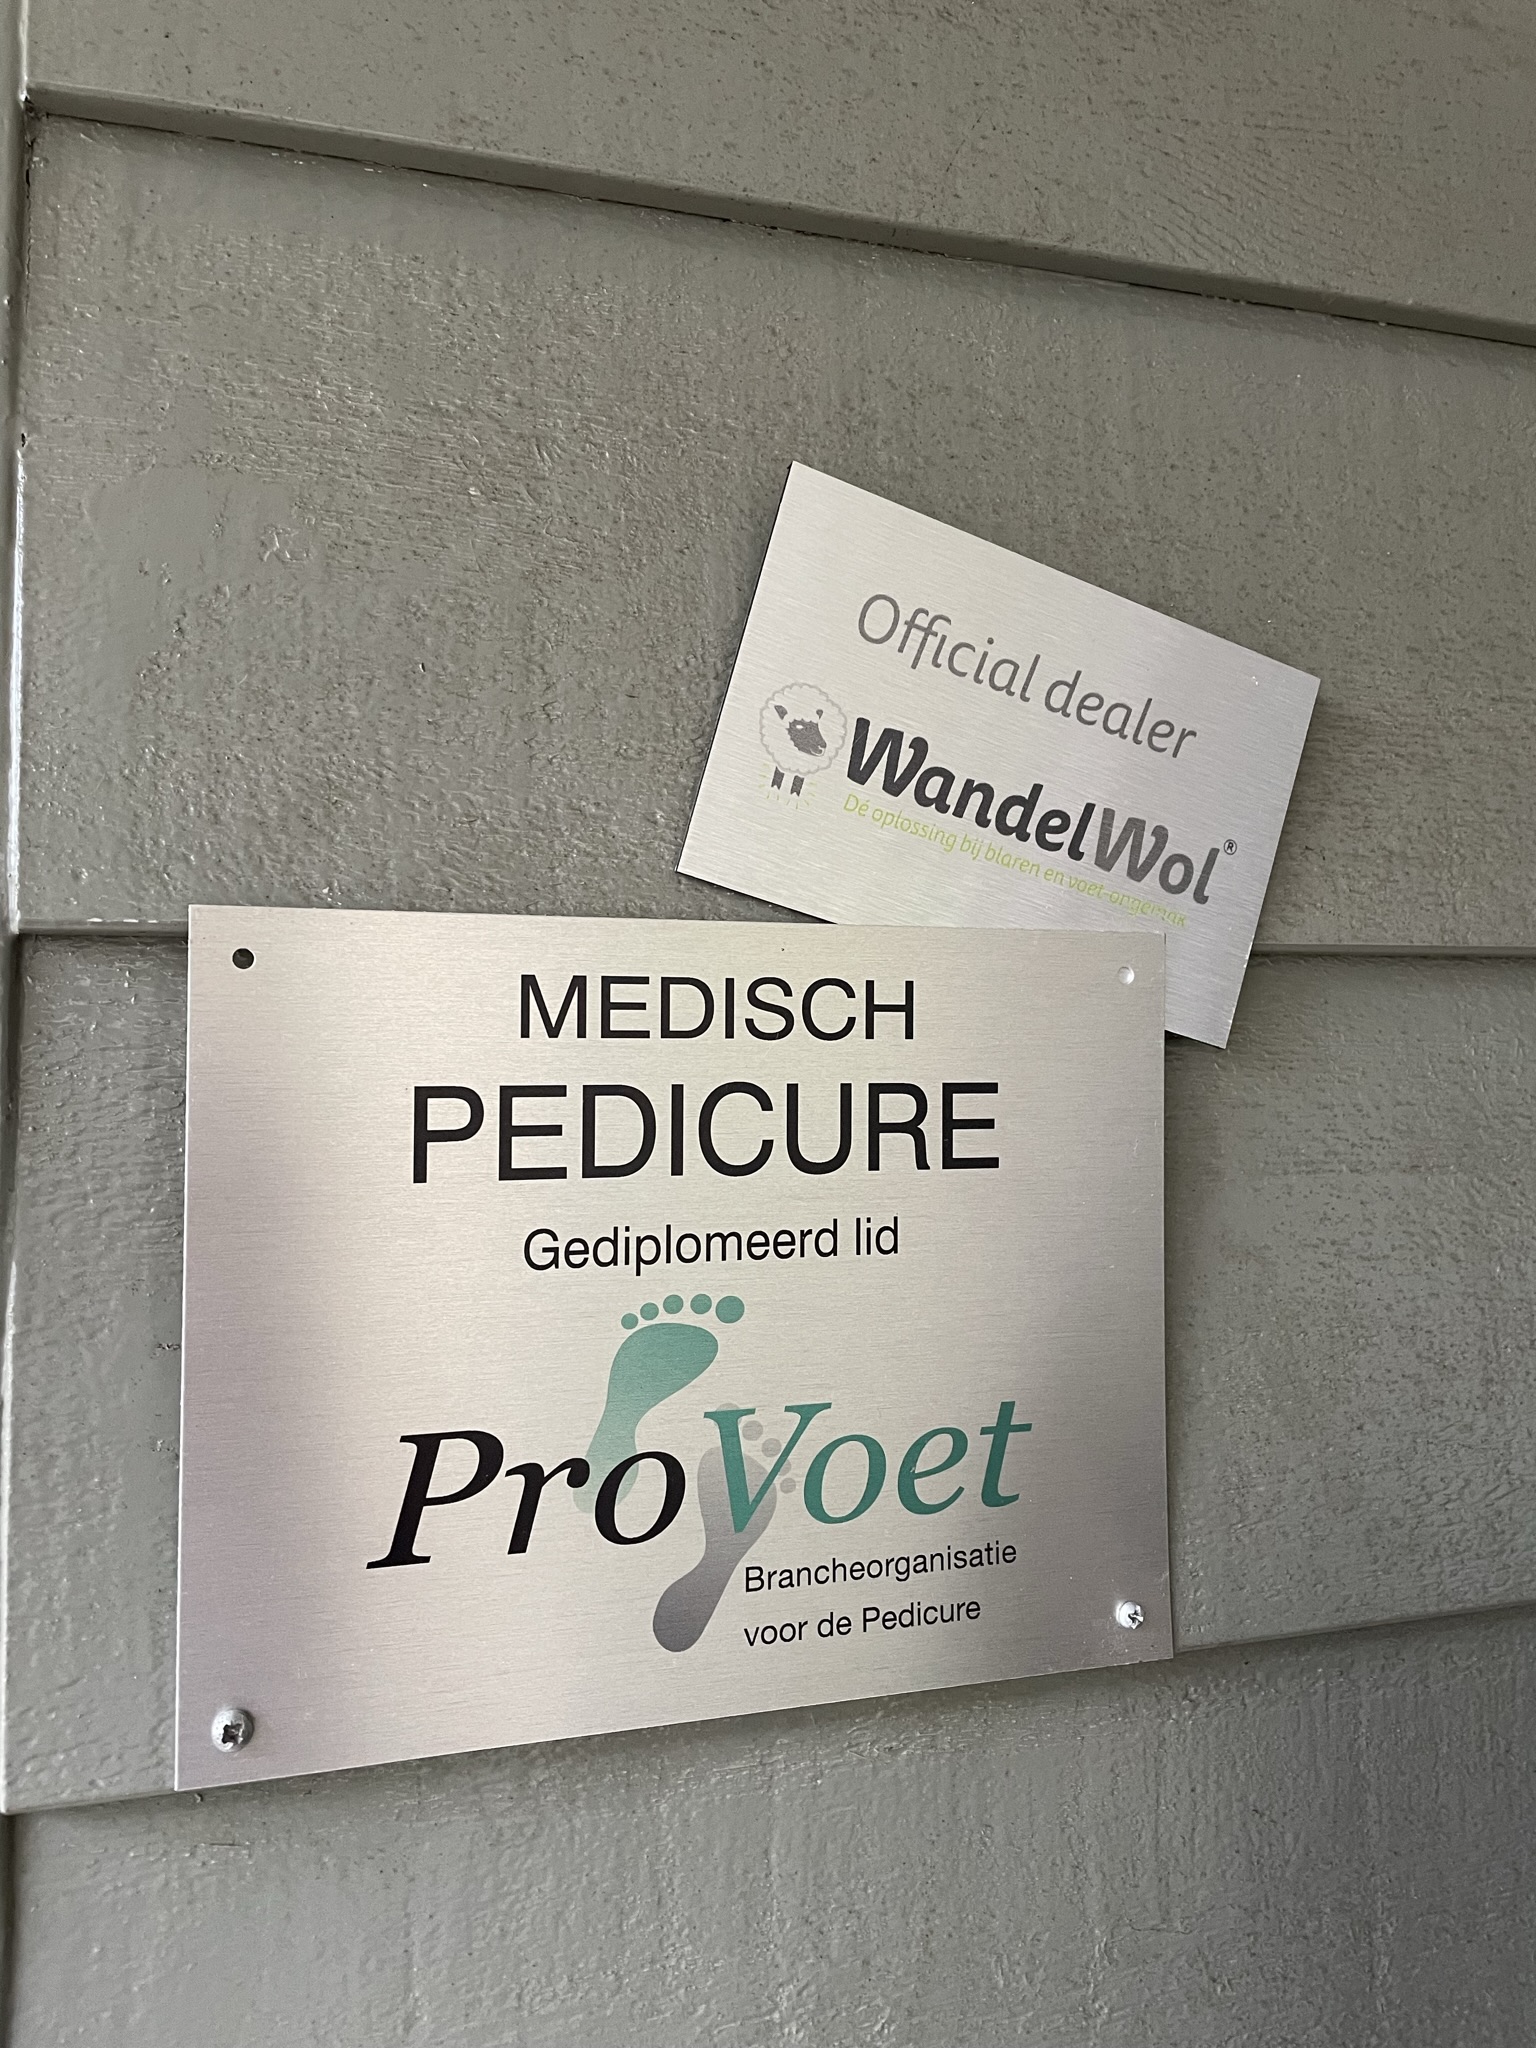 Official dealer
WandelWol®
Dé oplossing bij blaren en voet-ongemak
MEDISCH
PEDICURE
Gediplomeerd lid
ProVoet
Brancheorganisatie
voor de Pedicure